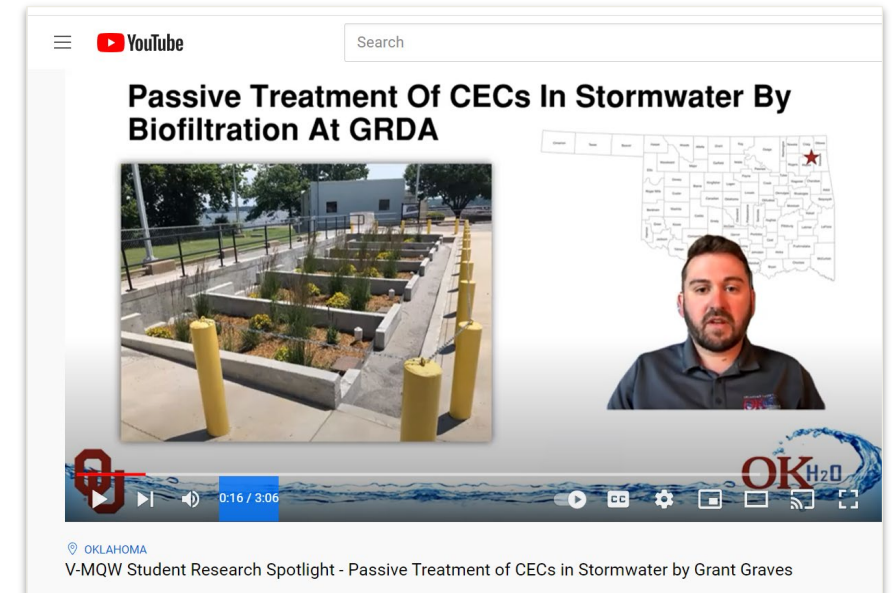 YouTube
Search
Passive Treatment Of CECs In Stormwater By
Biofiltration At GRDA
OU
OKH2O
0:16 / 3:06
CC
OKLAHOMA
V-MQW Student Research Spotlight - Passive Treatment of CECs in Stormwater by Grant Graves